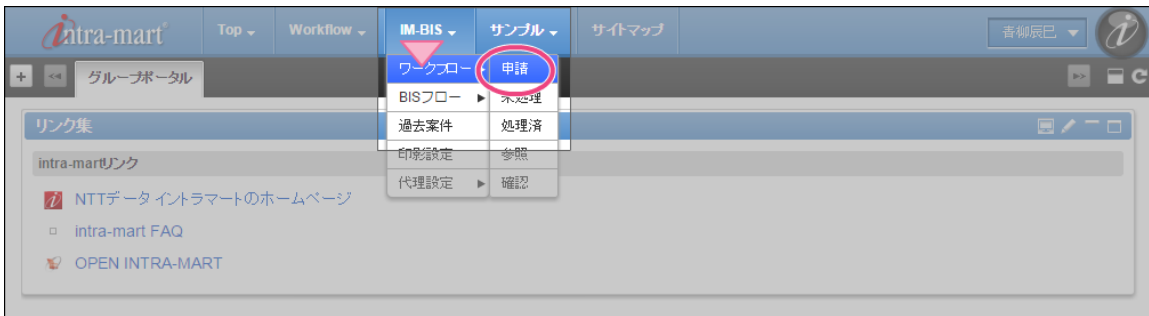 intra-mart
Top
Workflow
IM-BIS
サンプル
サイトマップ
青柳辰巳
グループポータル
ワークフロー
申請
BISフロー
未処理
過去案件
処理済
印影設定
参照
代理設定
確認
リンク集
intra-martリンク
NTTデータ イントラマートのホームページ
intra-mart FAQ
OPEN INTRA-MART